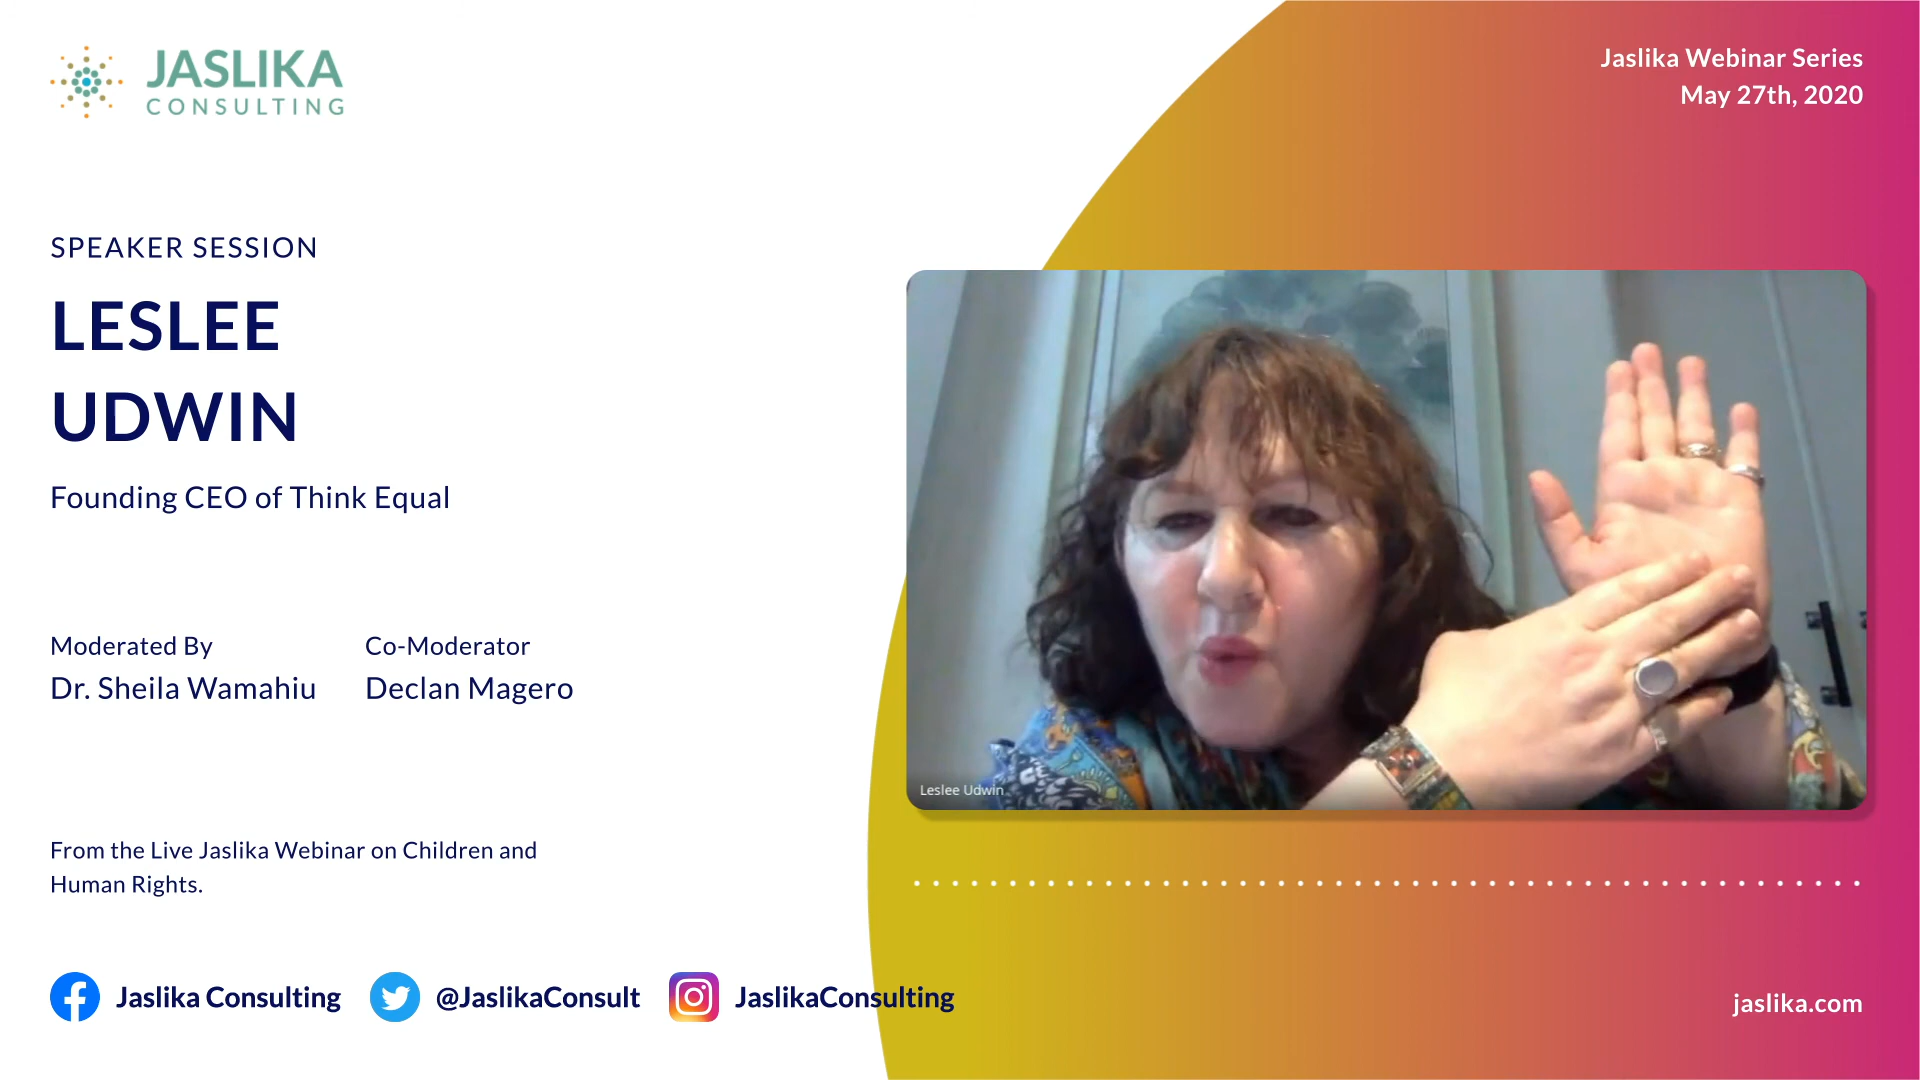 JASLIKA
CONSULTING
Jaslika Webinar Series
May 27th, 2020
SPEAKER SESSION
LESLEE
UDWIN
Founding CEO of Think Equal
Moderated By
Dr. Sheila Wamahiu
Co-Moderator
Declan Magero
Leslee Udwin
From the Live Jaslika Webinar on Children and
Human Rights.
Jaslika Consulting
@JaslikaConsult
JaslikaConsulting
jaslika.com